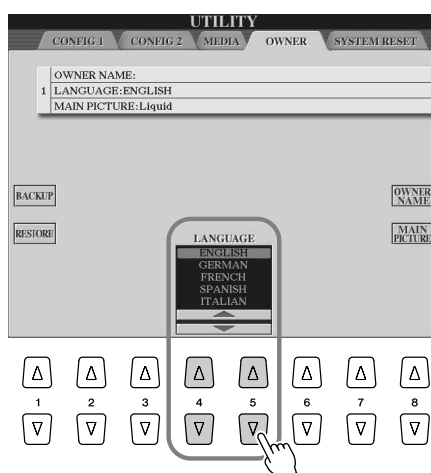 UTILITY
CONFIG 1 CONFIG 2 MEDIA OWNER SYSTEM RESET
OWNER NAME:
1 LANGUAGE:ENGLISH
MAIN PICTURE:Liquid
BACKUP
OWNER
NAME
RESTORE
MAIN
PICTURE
LANGUAGE
ENGLISH
GERMAN
FRENCH
SPANISH
ITALIAN
1 2 3 4 5 6 7 8